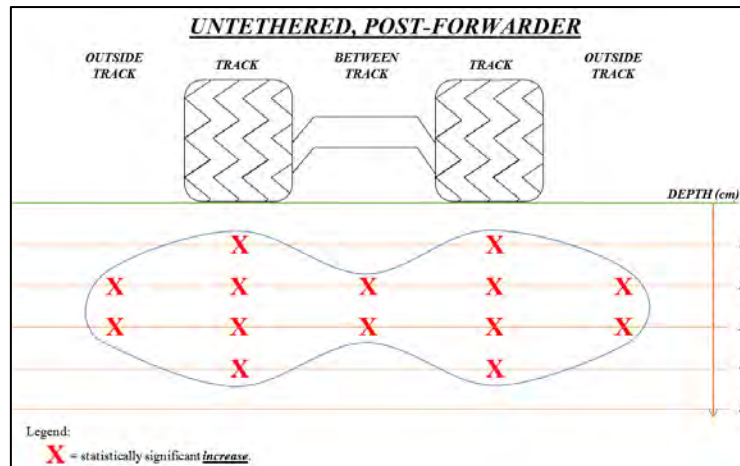 UNTETHERED, POST-FORWARDER
OUTSIDE TRACK
TRACK
BETWEEN TRACK
TRACK
OUTSIDE TRACK
DEPTH (cm)
X
X
X
X
X
X
X
X
X
X
X
X
X
X
Legend:
X = statistically significant increase.